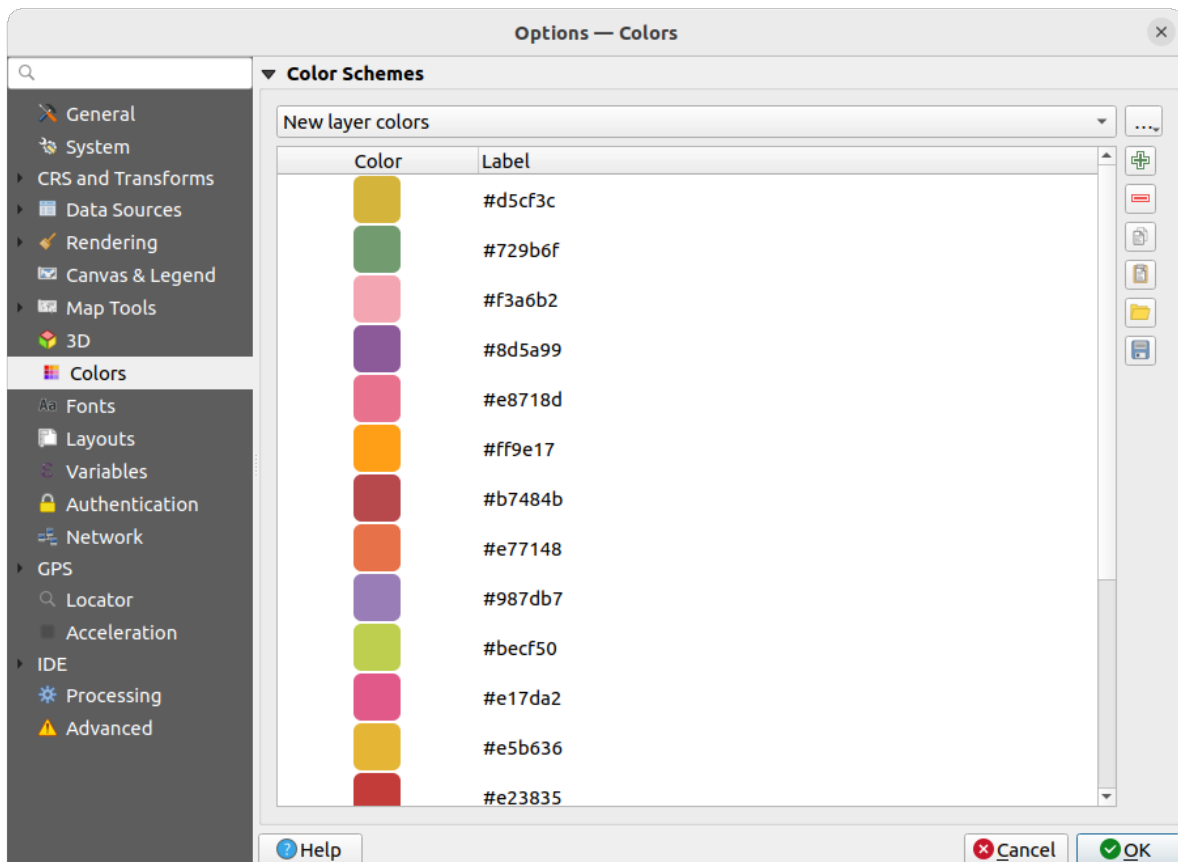 Options — Colors
General
System
CRS and Transforms
Data Sources
Rendering
Canvas & Legend
Map Tools
3D
Colors
Aa Fonts
Layouts
ε Variables
Authentication
Network
GPS
Locator
Acceleration
IDE
Processing
Advanced
Color Schemes
New layer colors
...
Color Label
#d5cf3c
#729b6f
#f3a6b2
#8d5a99
#e8718d
#ff9e17
#b7484b
#e77148
#987db7
#becf50
#e17da2
#e5b636
#e23835
? Help
Cancel
OK